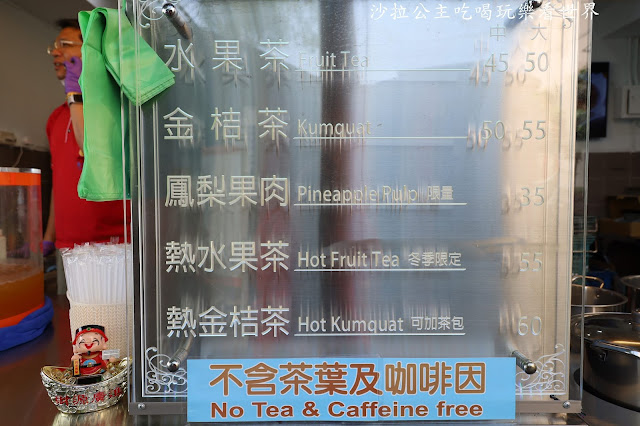 沙拉公主吃喝玩樂看世界
中 大
水果茶 Fruit Tea 45 50
金桔茶 Kumquat 50 55
鳳梨果肉 Pineapple Pulp 限量 35
熱水果茶 Hot Fruit Tea 冬季限定 55
熱金桔茶 Hot Kumquat 可加茶包 60
不含茶葉及咖啡因
No Tea & Caffeine free